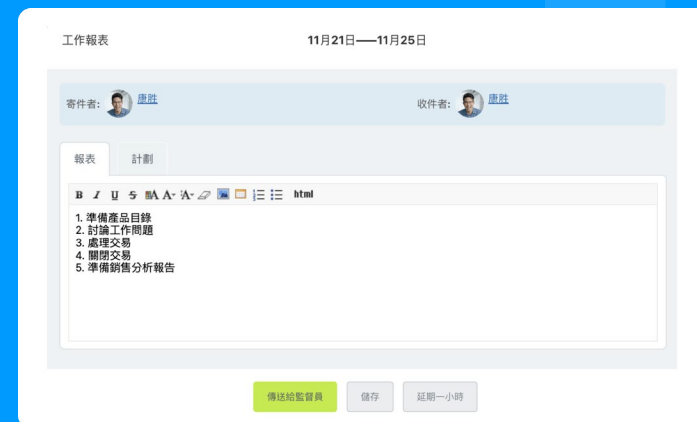 工作報表
11月21日——11月25日
寄件者: 康胜
收件者: 康胜
報表
計劃
B I U S A A A html
1. 準備產品目錄
2. 討論工作問題
3. 處理交易
4. 關閉交易
5. 準備銷售分析報告
傳送給監督員
儲存
延期一小時